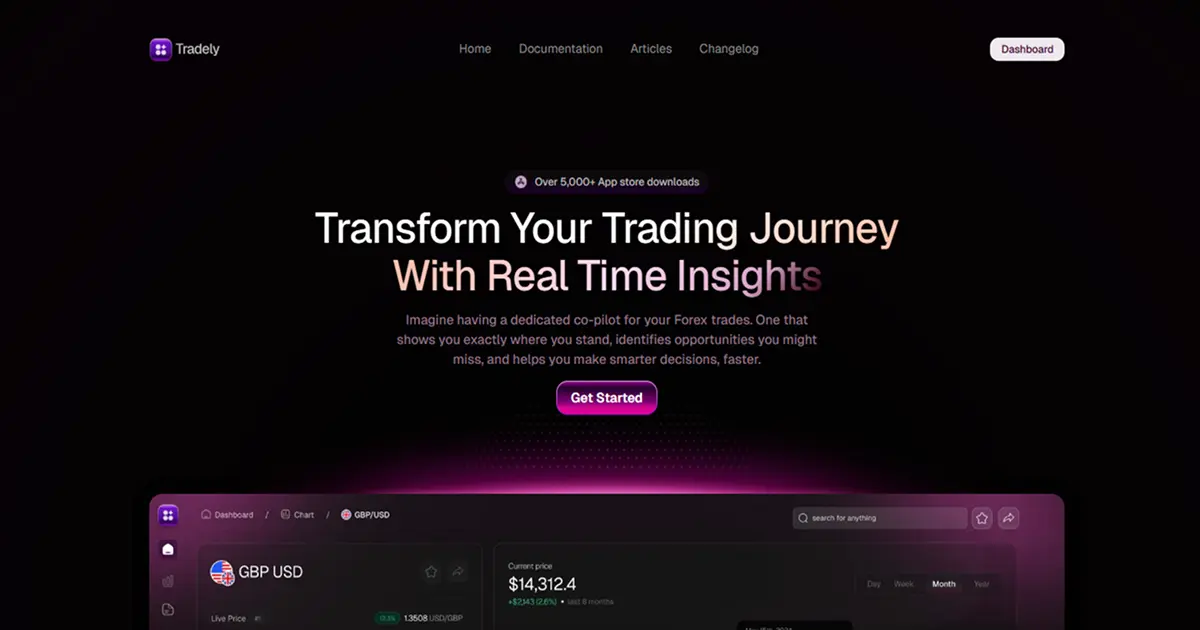 Tradely
Home Documentation Articles Changelog
Dashboard
Over 5,000+ App store downloads
Transform Your Trading Journey
With Real Time Insights
Imagine having a dedicated co-pilot for your Forex trades. One that
shows you exactly where you stand, identifies opportunities you might
miss, and helps you make smarter decisions, faster.
Get Started
Dashboard / Chart / GBP/USD
search for anything
GBP USD
Live Price
1.3508 USD/GBP
Current price
$14,312.4
+$2,143 (2.6%) • last 8 months
Day Week Month Year